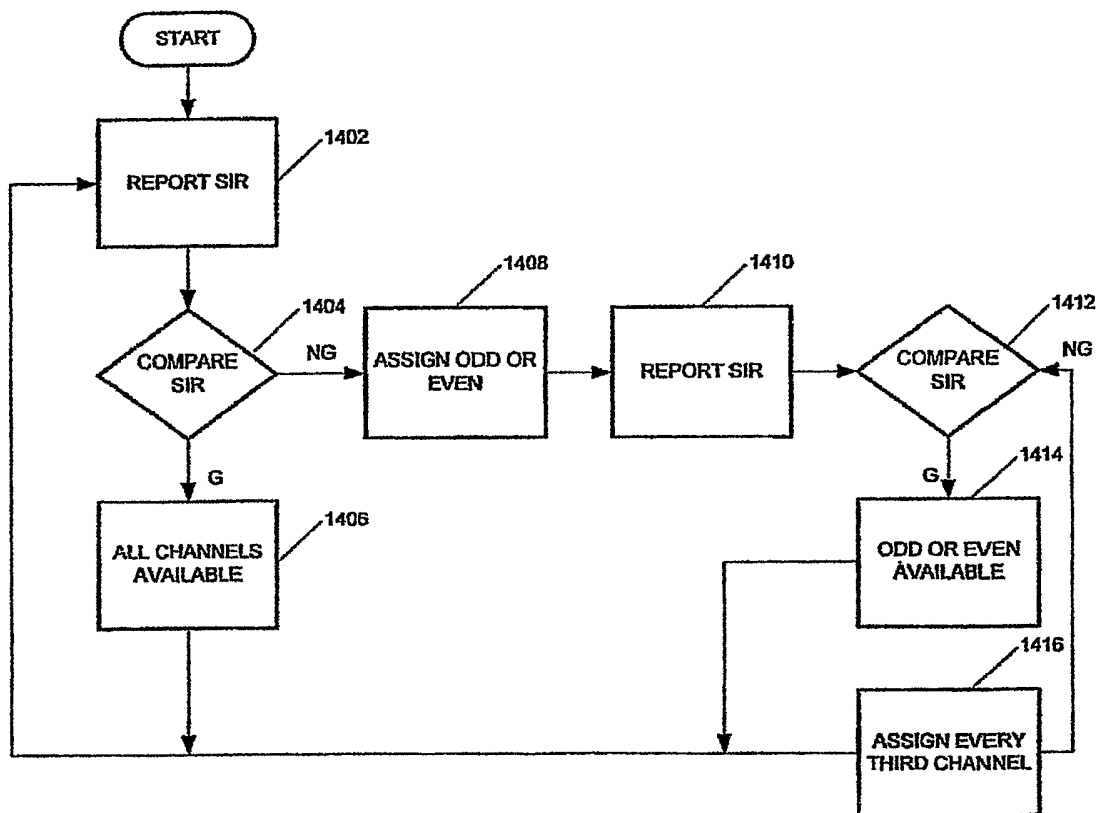 START
1402
REPORT SIR
1404
COMPARE
SIR
NG
1408
ASSIGN ODD OR
EVEN
1410
REPORT SIR
1412
COMPARE
SIR
NG
G
1406
ALL CHANNELS
AVAILABLE
G
1414
ODD OR EVEN
AVAILABLE
1416
ASSIGN EVERY
THIRD CHANNEL